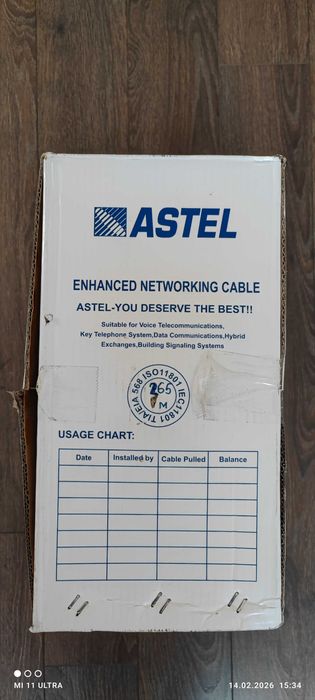 ASTEL
ENHANCED NETWORKING CABLE
ASTEL-YOU DESERVE THE BEST!!
Suitable for Voice Telecommunications,
Key Telephone System,Data Communications,Hybrid
Exchanges,Building Signaling Systems
TIA/EIA 568 ISO11801 IEC11801
265
M
USAGE CHART:
Date Installed by Cable Pulled Balance
MI 11 ULTRA
14.02.2026 15:34